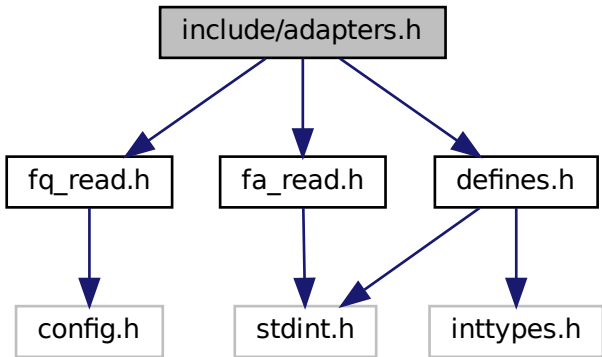 include/adapters.h
fq_read.h
fa_read.h
defines.h
config.h
stdint.h
inttypes.h